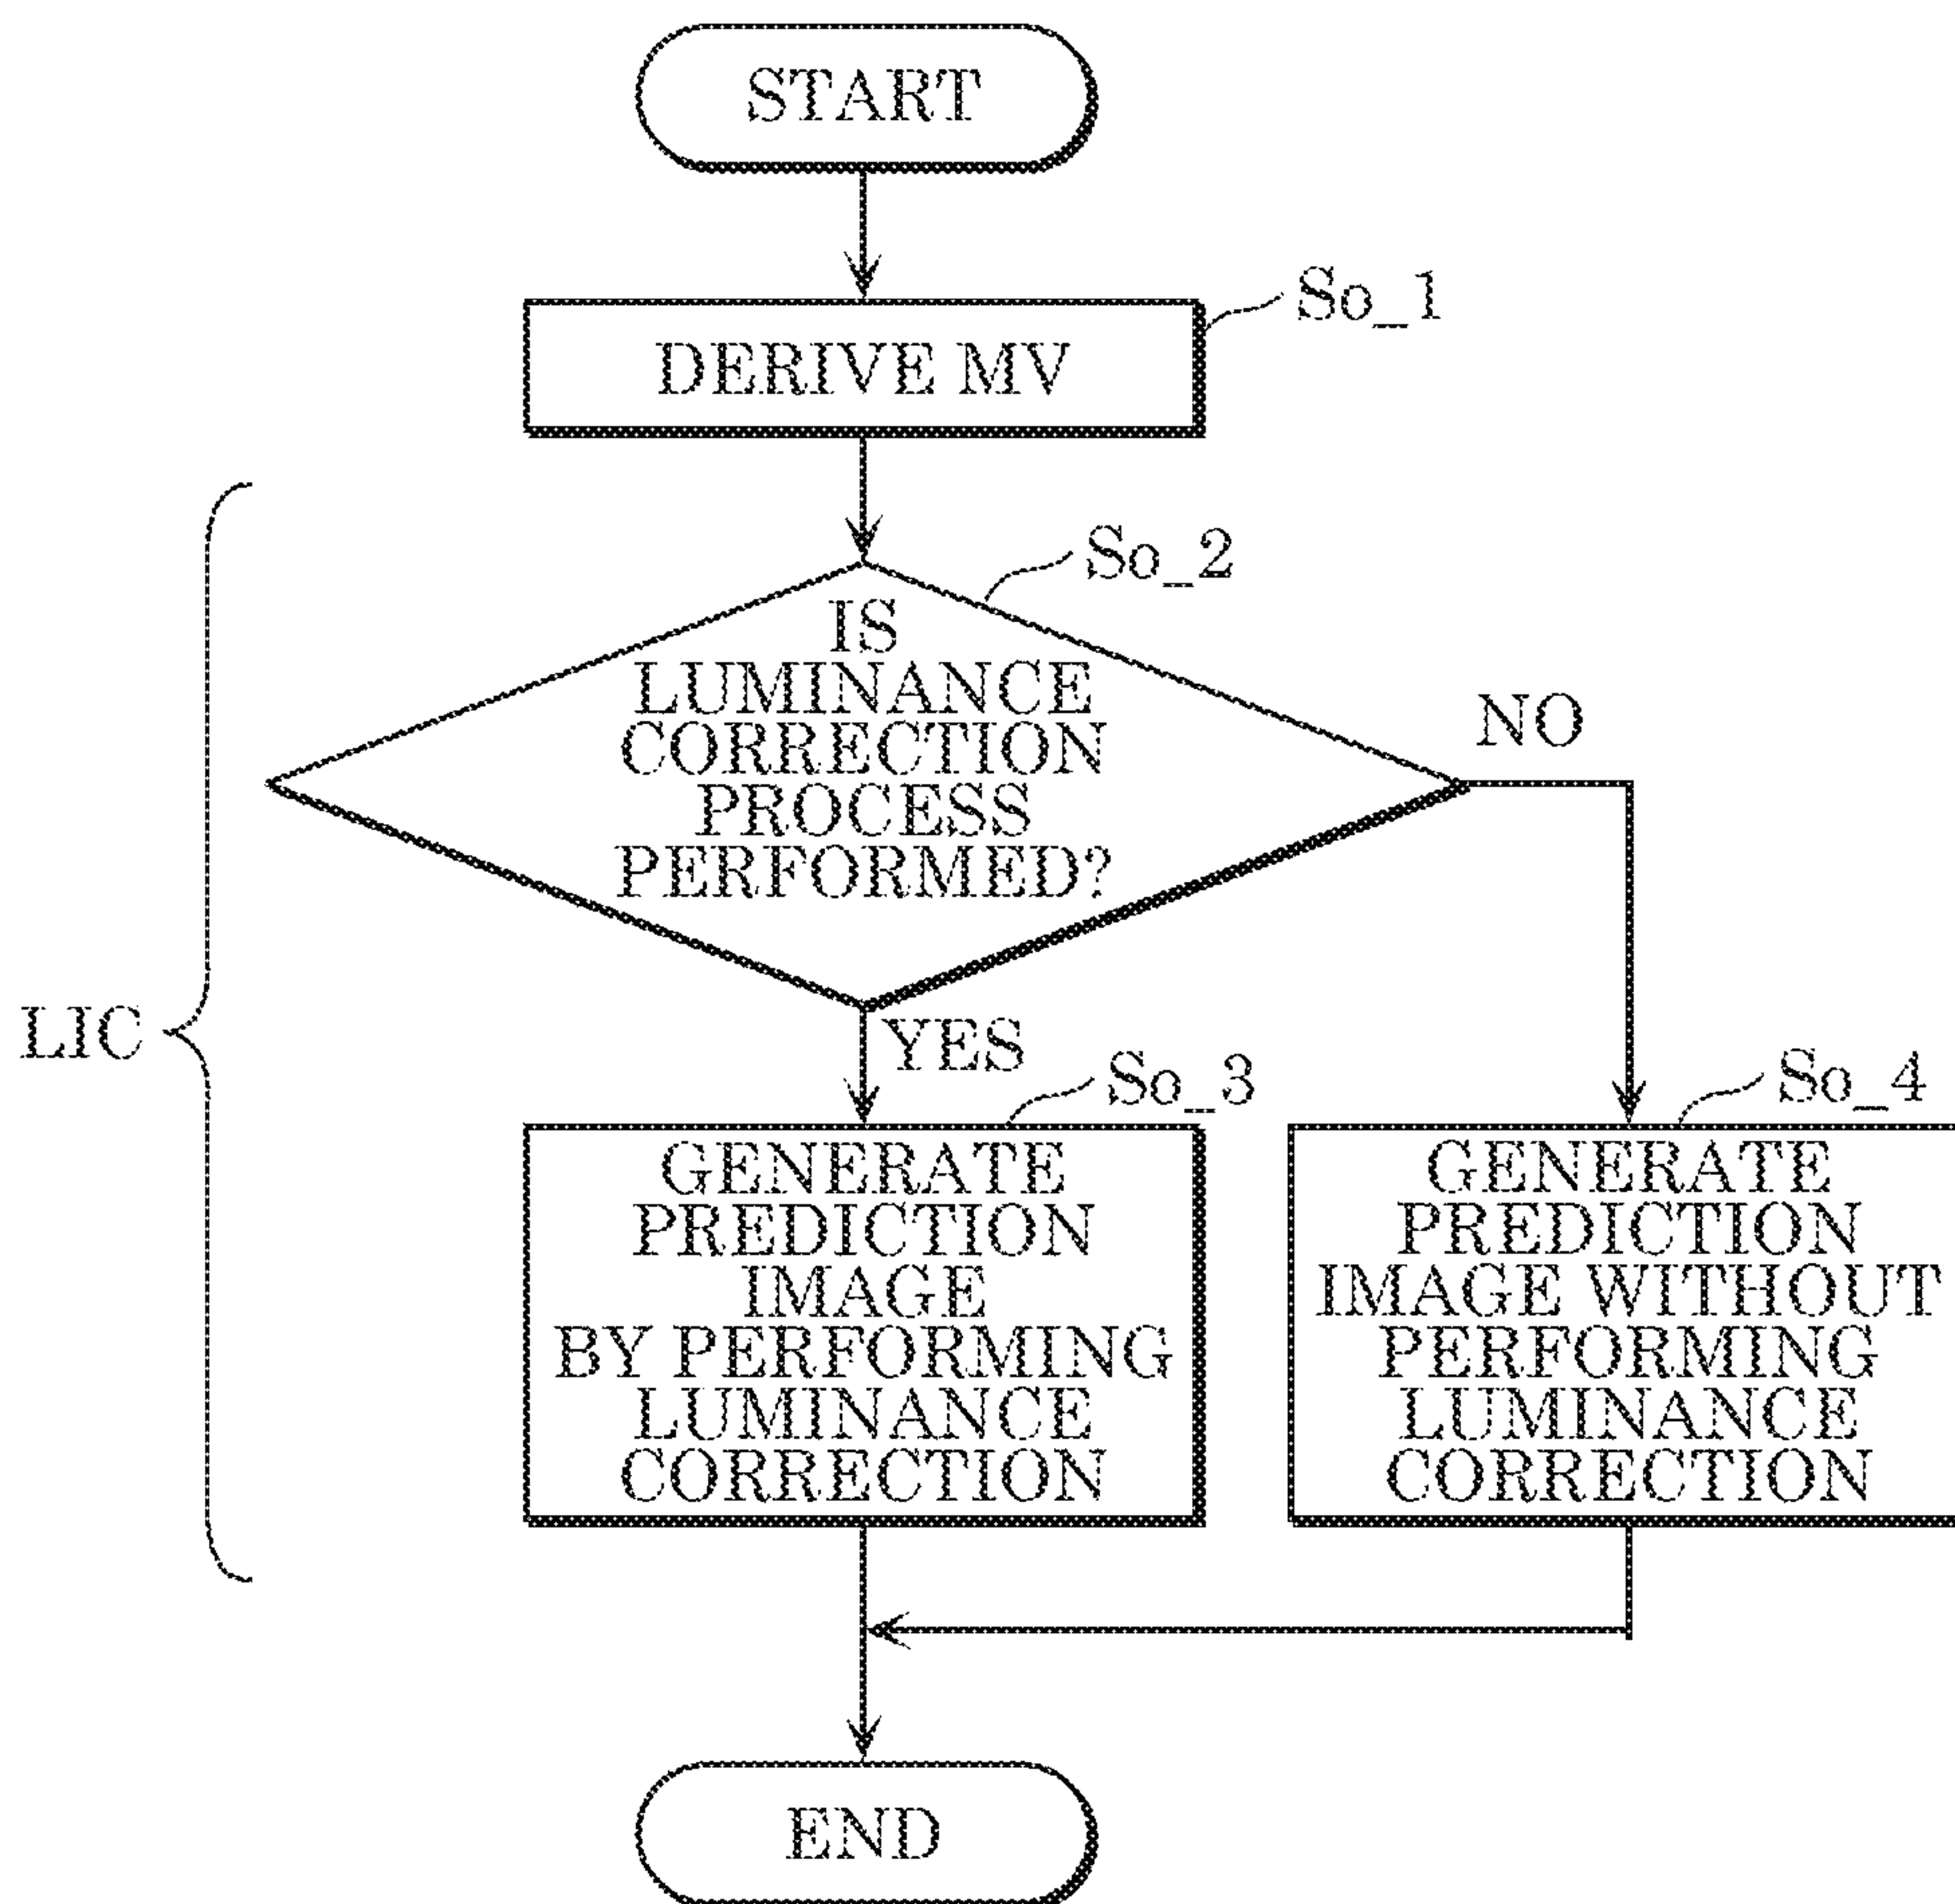 START
So_1
DERIVE MV
So_2
IS
LUMINANCE
CORRECTION
PROCESS
PERFORMED?
NO
LIC
YES
So_3
So_4
GENERATE
PREDICTION
IMAGE
BY PERFORMING
LUMINANCE
CORRECTION
GENERATE
PREDICTION
IMAGE WITHOUT
PERFORMING
LUMINANCE
CORRECTION
END